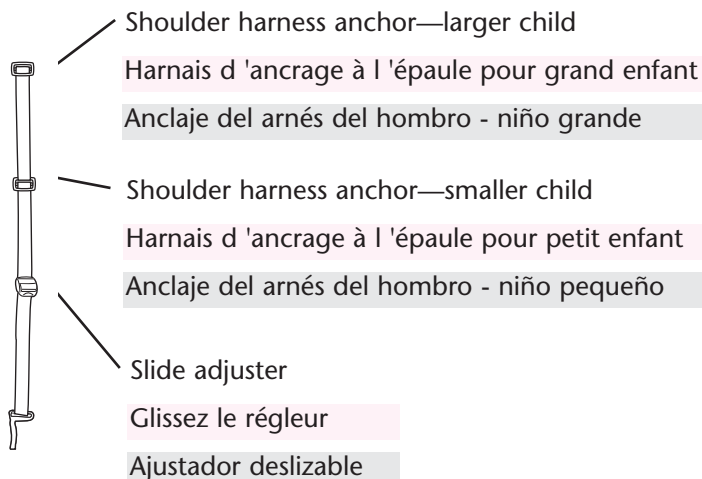 Shoulder harness anchor—larger child
Harnais d 'ancrage à l 'épaule pour grand enfant
Anclaje del arnés del hombro - niño grande
Shoulder harness anchor—smaller child
Harnais d 'ancrage à l 'épaule pour petit enfant
Anclaje del arnés del hombro - niño pequeño
Slide adjuster
Glissez le régleur
Ajustador deslizable